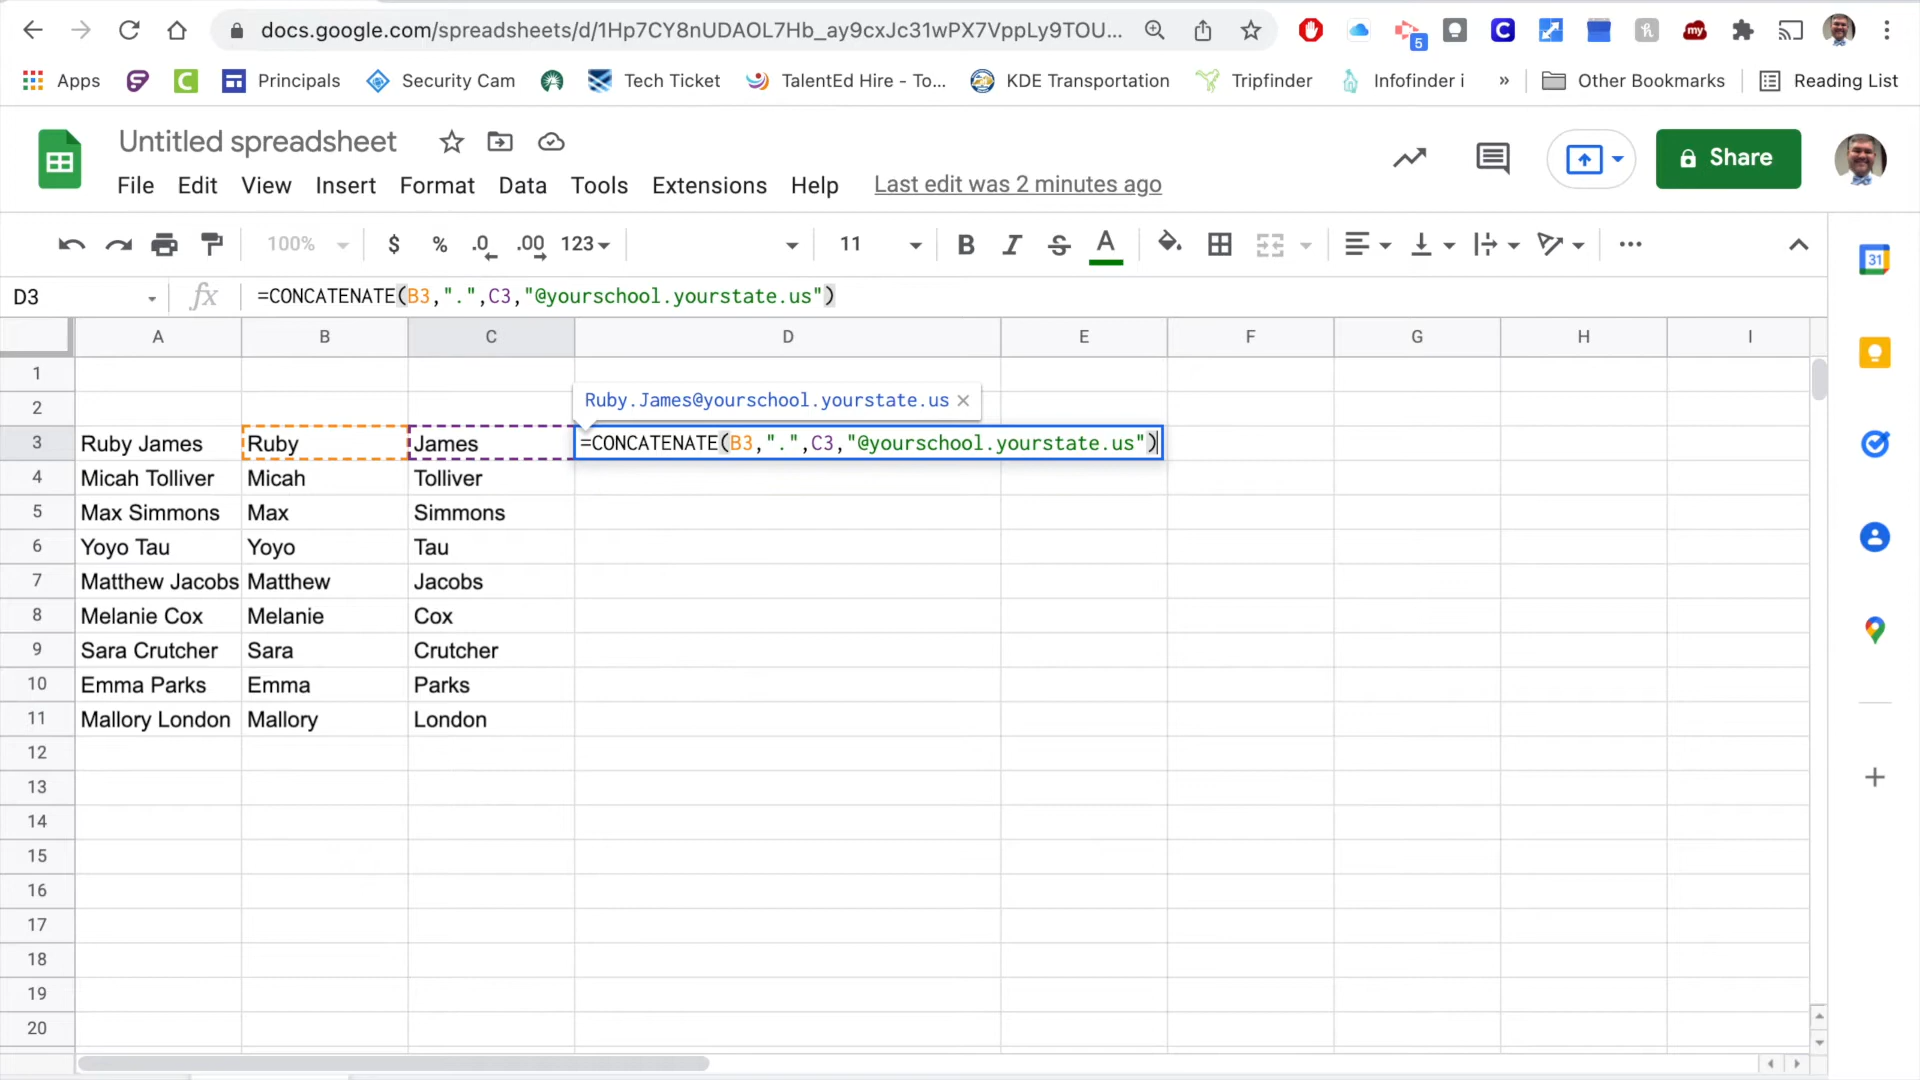 docs.google.com/spreadsheets/d/1Hp7CY8nUDAOL7Hb_ay9cxJc31wPX7VppLy9TOU...
5
C
h
my
Apps
C
Principals
Security Cam
Tech Ticket
TalentEd Hire - To...
KDE Transportation
Tripfinder
Infofinder i
»
Other Bookmarks
Reading List
Untitled spreadsheet
File Edit View Insert Format Data Tools Extensions Help
Last edit was 2 minutes ago
Share
100% $ % .0 .00 123 11 B I S A
31
D3 fx =CONCATENATE(B3,".",C3,"@yourschool.yourstate.us")
A B C D E F G H I
1
2
Ruby.James@yourschool.yourstate.us ×
3 Ruby James Ruby James =CONCATENATE(B3,".",C3,"@yourschool.yourstate.us")
4 Micah Tolliver Micah Tolliver
5 Max Simmons Max Simmons
6 Yoyo Tau Yoyo Tau
7 Matthew Jacobs Matthew Jacobs
8 Melanie Cox Melanie Cox
9 Sara Crutcher Sara Crutcher
10 Emma Parks Emma Parks
11 Mallory London Mallory London
12
13
14
15
16
17
18
19
20